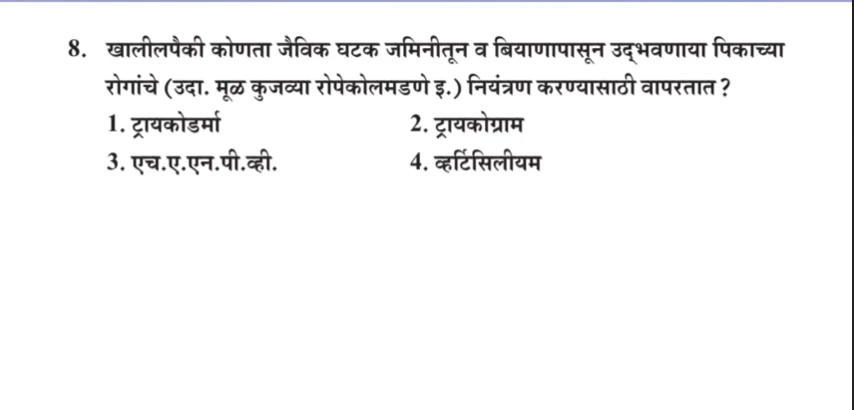 8. खालीलपैकी कोणता जैविक घटक जमिनीतून व बियाणापासून उद्‌भवणाया पिकाच्या
रोगांचे (उदा. मूळ कुजव्या रोपेकोलमडणे इ.) नियंत्रण करण्यासाठी वापरतात ?
1. ट्रायकोडर्मा 2. ट्रायकोग्राम
3. एच.ए.एन.पी.व्ही. 4. व्हर्टिसिलीयम